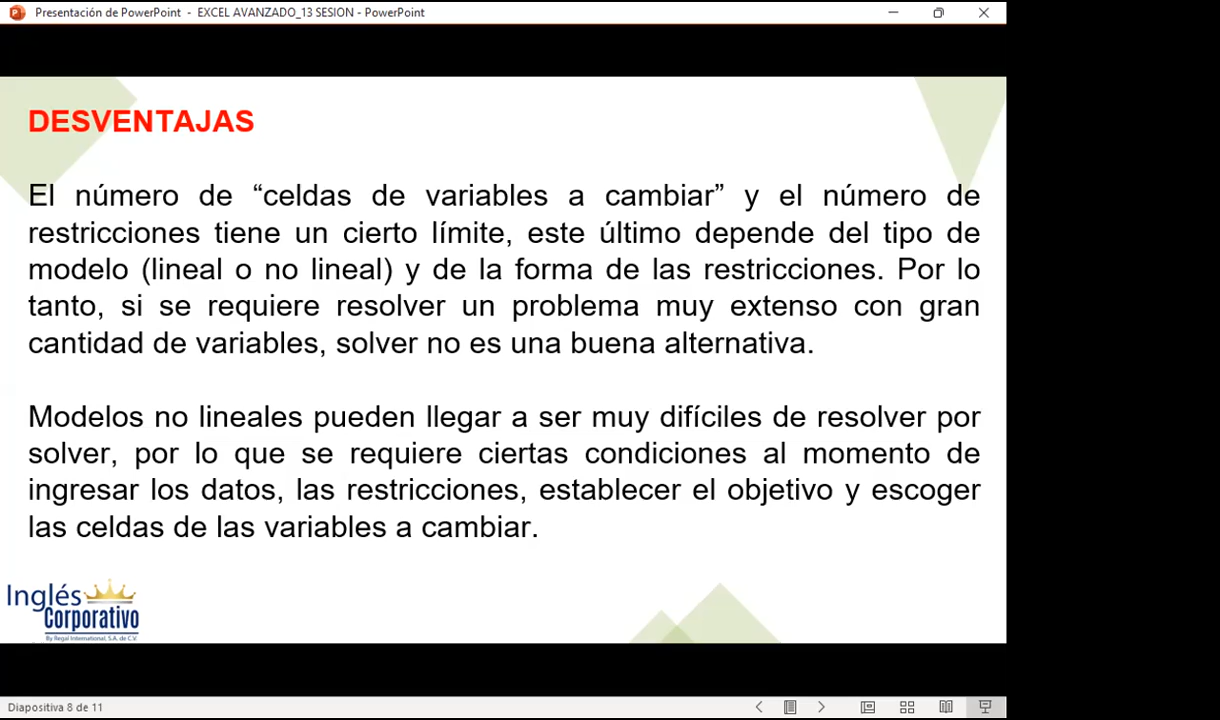 Presentación de PowerPoint - EXCEL AVANZADO_13 SESION - PowerPoint
DESVENTAJAS
El número de “celdas de variables a cambiar” y el número de
restricciones tiene un cierto límite, este último depende del tipo de
modelo (lineal o no lineal) y de la forma de las restricciones. Por lo
tanto, si se requiere resolver un problema muy extenso con gran
cantidad de variables, solver no es una buena alternativa.
Modelos no lineales pueden llegar a ser muy difíciles de resolver por
solver, por lo que se requiere ciertas condiciones al momento de
ingresar los datos, las restricciones, establecer el objetivo y escoger
las celdas de las variables a cambiar.
Inglés
Corporativo
By Regal International, S.A. de C.V.
Diapositiva 8 de 11